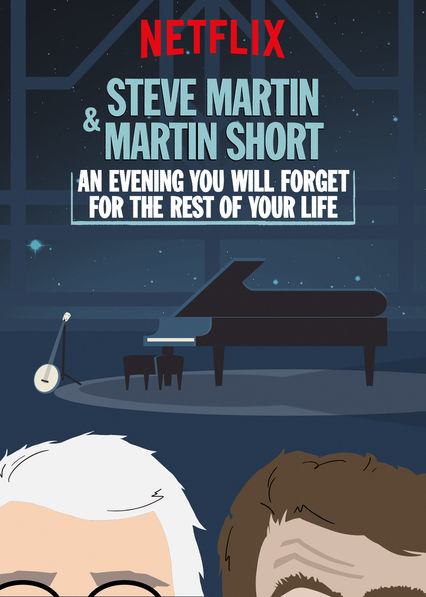 NETFLIX
STEVE MARTIN
& MARTIN SHORT
AN EVENING YOU WILL FORGET
FOR THE REST OF YOUR LIFE